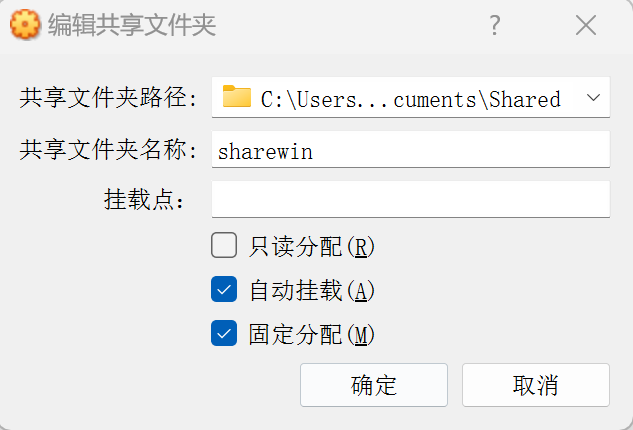 编辑共享文件夹 ?
共享文件夹路径: C:\Users...cuments\Shared
共享文件夹名称: sharewin
挂载点:
只读分配(R)
自动挂载(A)
固定分配(M)
确定 取消